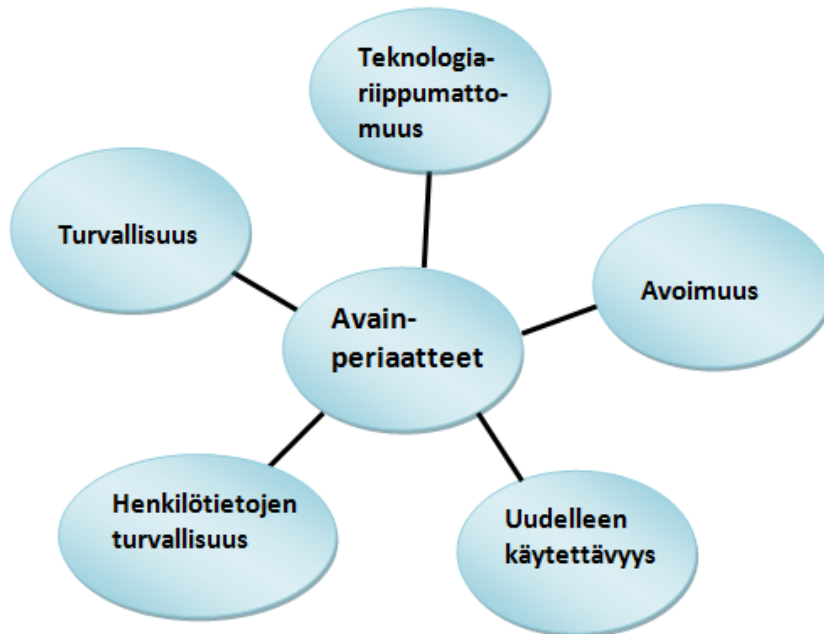 Teknologia-
riippumatto-
muus
Turvallisuus
Avoimuus
Avain-
periaatteet
Henkilötietojen
turvallisuus
Uudelleen
käytettävyys